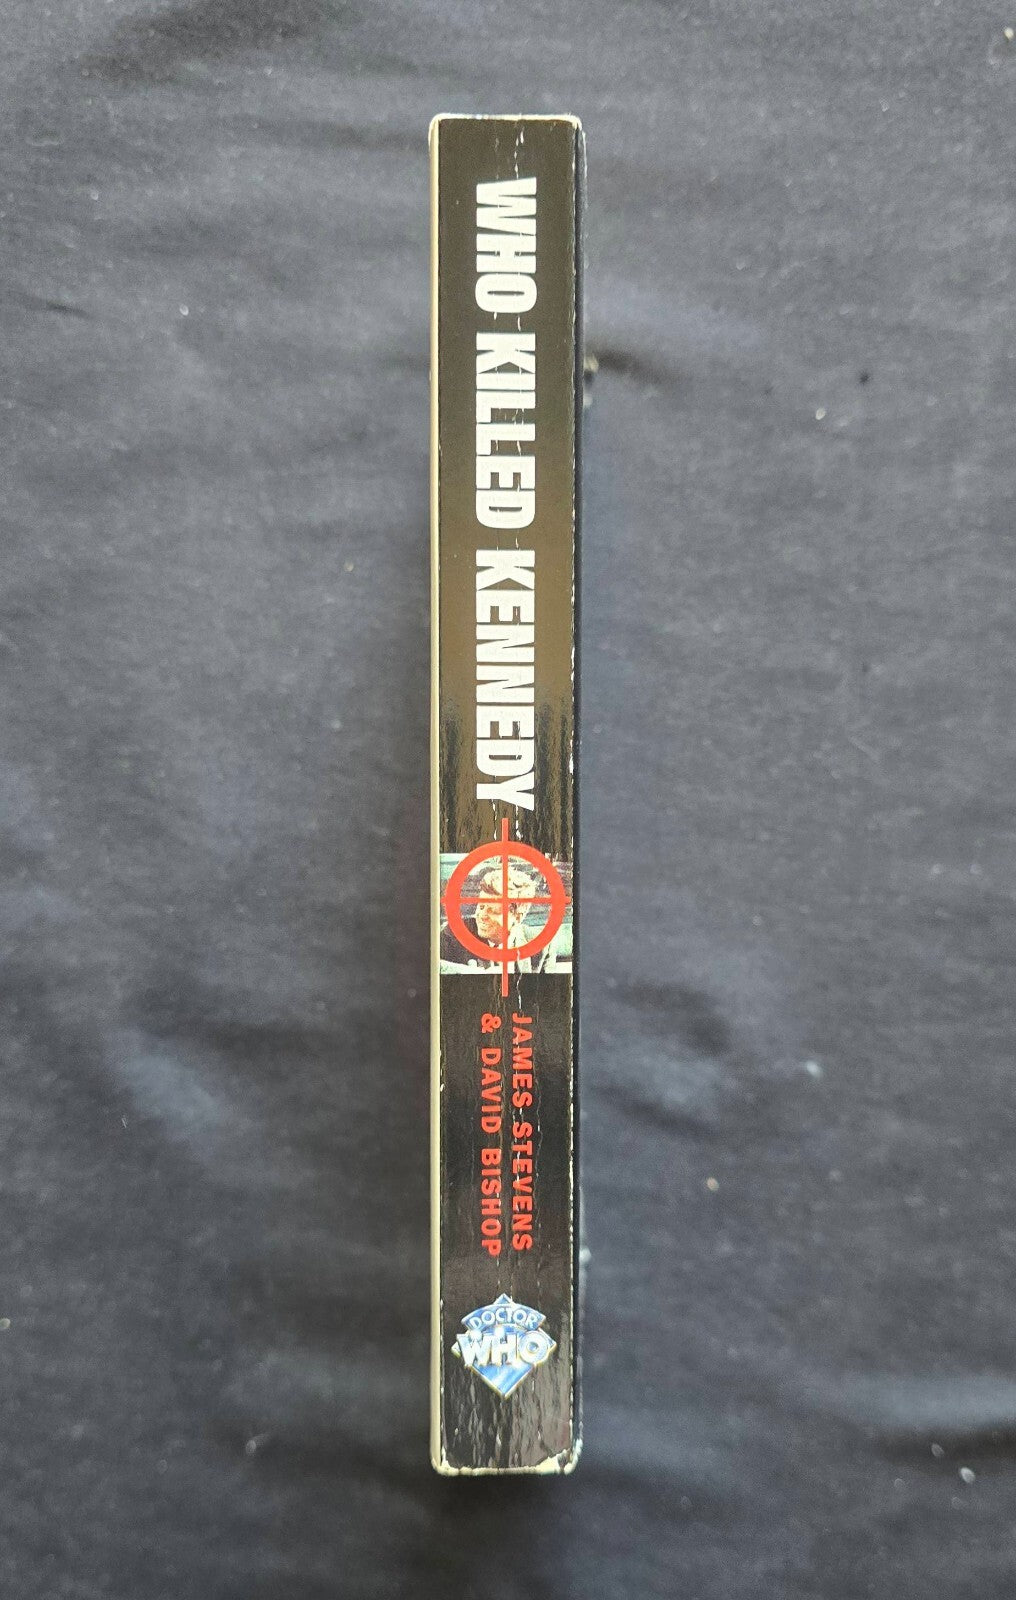 WHO KILLED KENNEDY
JAMES STEVENS
& DAVID BISHOP
DOCTOR
WHO